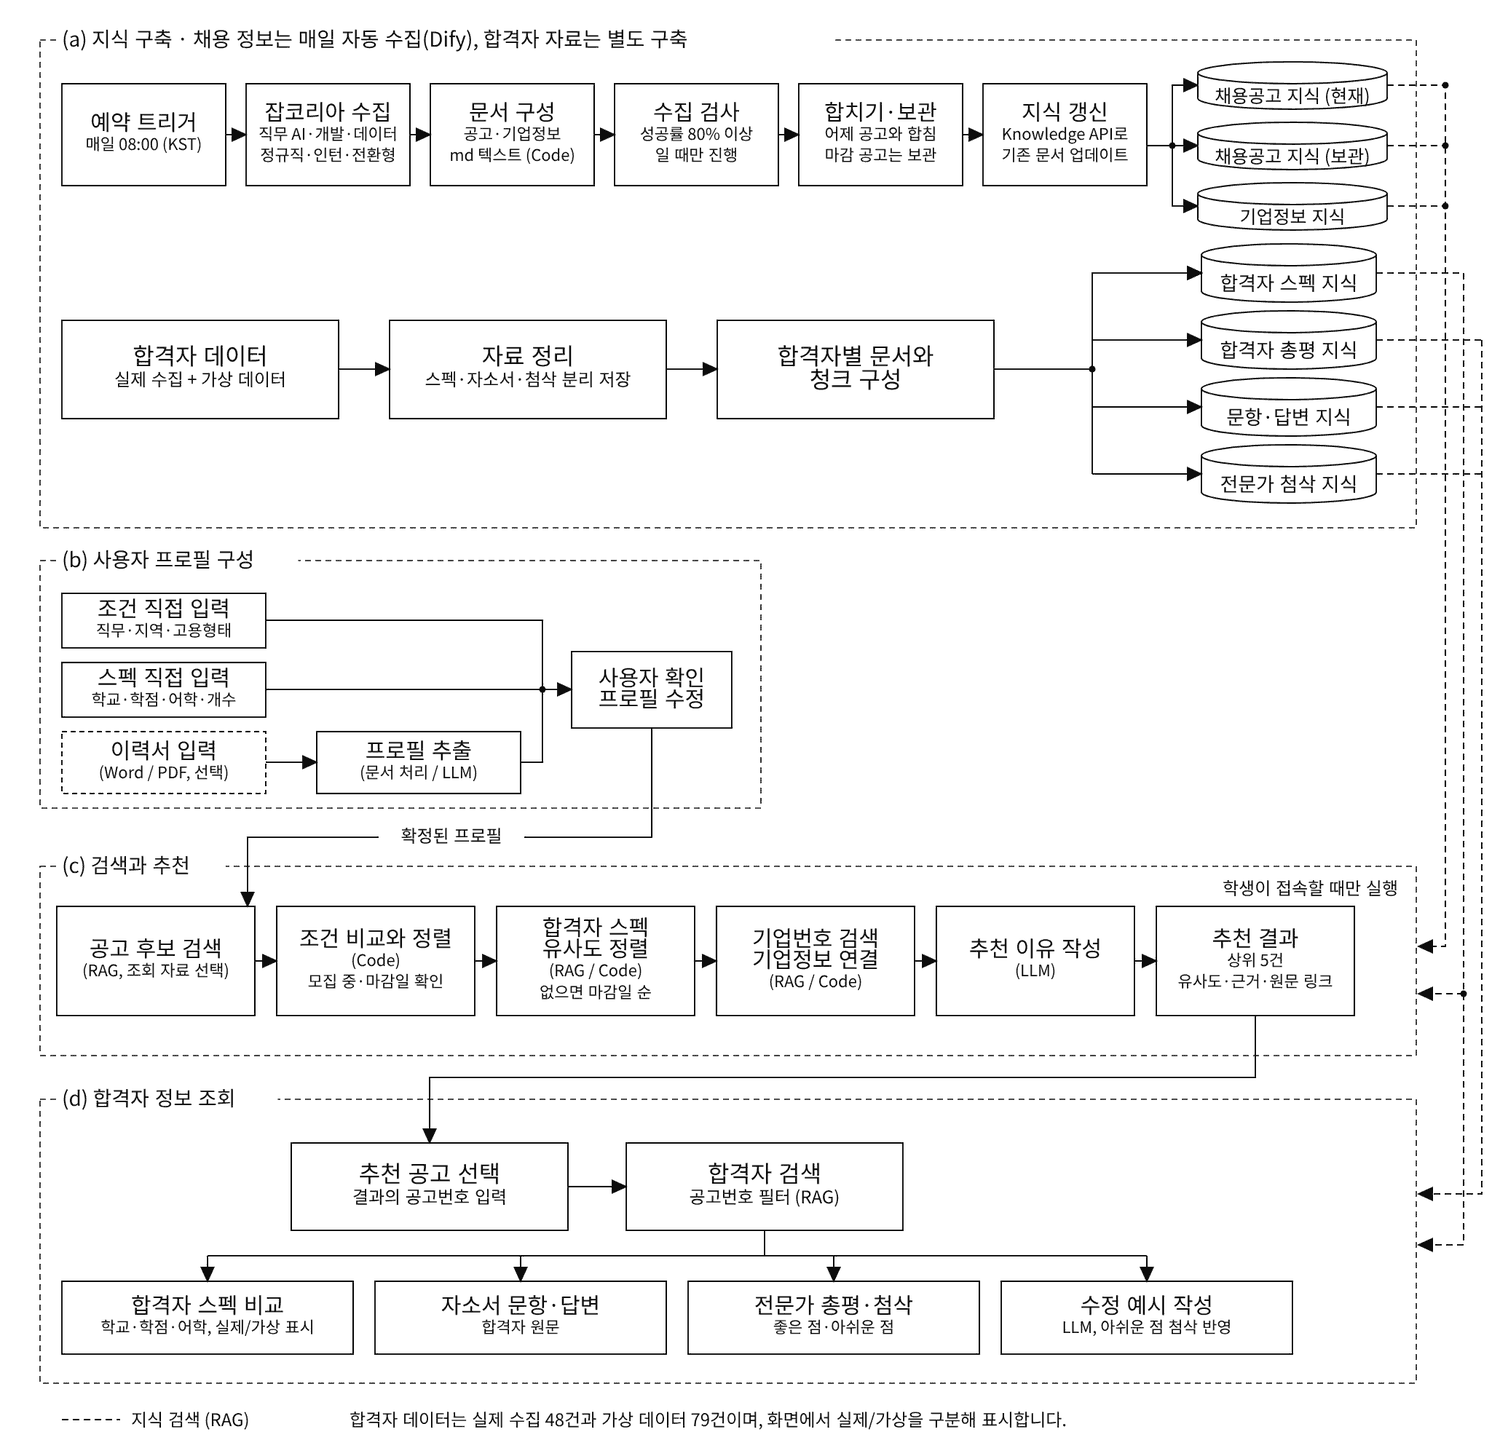 (a) 지식 구축 · 채용 정보는 매일 자동 수집(Dify), 합격자 자료는 별도 구축
예약 트리거
매일 08:00 (KST)
잡코리아 수집
직무 AI·개발·데이터
정규직·인턴·전환형
문서 구성
공고·기업정보
md 텍스트 (Code)
수집 검사
성공률 80% 이상
일 때만 진행
합치기·보관
어제 공고와 합침
마감 공고는 보관
지식 갱신
Knowledge API로
기존 문서 업데이트
채용공고 지식 (현재)
채용공고 지식 (보관)
기업정보 지식
합격자 데이터
실제 수집 + 가상 데이터
자료 정리
스펙·자소서·첨삭 분리 저장
합격자별 문서와
청크 구성
합격자 스펙 지식
합격자 총평 지식
문항·답변 지식
전문가 첨삭 지식
(b) 사용자 프로필 구성
조건 직접 입력
직무·지역·고용형태
스펙 직접 입력
학교·학점·어학·개수
이력서 입력
(Word / PDF, 선택)
프로필 추출
(문서 처리 / LLM)
사용자 확인
프로필 수정
확정된 프로필
(c) 검색과 추천
학생이 접속할 때만 실행
공고 후보 검색
(RAG, 조회 자료 선택)
조건 비교와 정렬
(Code)
모집 중·마감일 확인
합격자 스펙
유사도 정렬
(RAG / Code)
없으면 마감일 순
기업번호 검색
기업정보 연결
(RAG / Code)
추천 이유 작성
(LLM)
추천 결과
상위 5건
유사도·근거·원문 링크
(d) 합격자 정보 조회
추천 공고 선택
결과의 공고번호 입력
합격자 검색
공고번호 필터 (RAG)
합격자 스펙 비교
학교·학점·어학, 실제/가상 표시
자소서 문항·답변
합격자 원문
전문가 총평·첨삭
좋은 점·아쉬운 점
수정 예시 작성
LLM, 아쉬운 점 첨삭 반영
지식 검색 (RAG)
합격자 데이터는 실제 수집 48건과 가상 데이터 79건이며, 화면에서 실제/가상을 구분해 표시합니다.